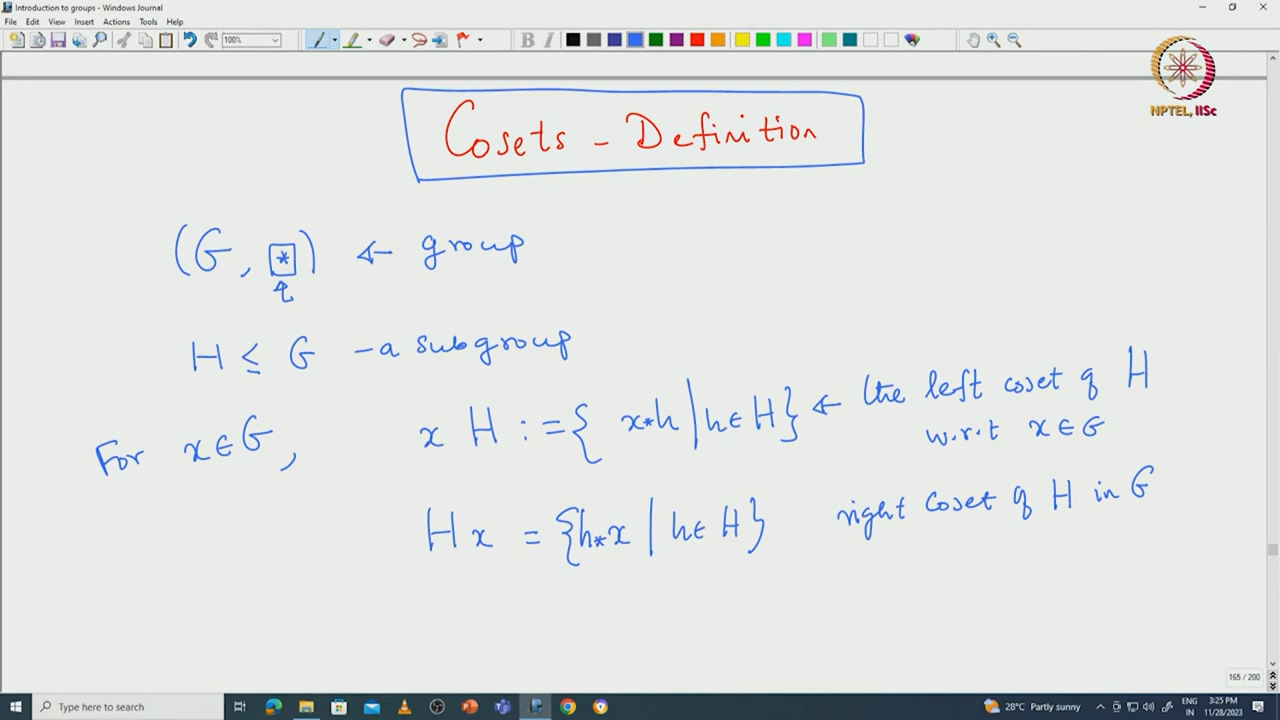 Introduction to groups - Windows Journal
File Edit View Insert Actions Tools Help
100%
B I
NPTEL, IISc
Cosets - Definition
(G, *) ← group
H ≤ G - a subgroup
For x ∈ G, x H := { x * h | h ∈ H } ← the left coset of H
w.r.t x ∈ G
H x = { h * x | h ∈ H } right coset of H in G
165 / 200
Type here to search
28°C Partly sunny
ENG
IN
3:25 PM
11/28/2023